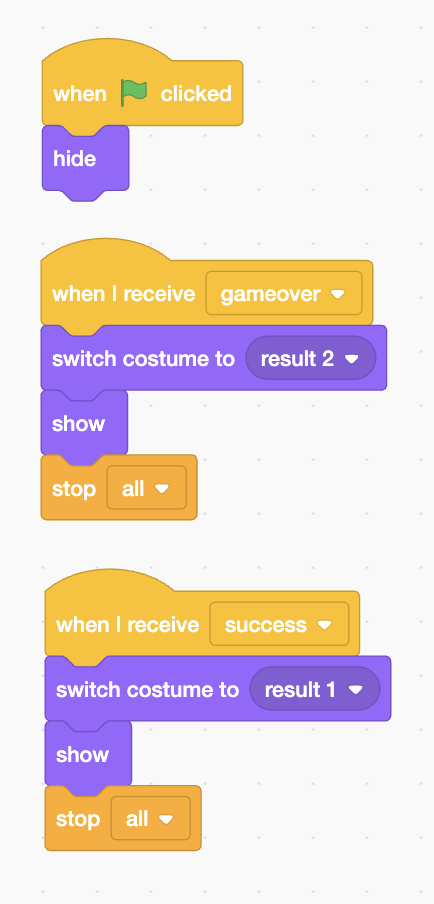 when clicked
hide
when I receive gameover
switch costume to result 2
show
stop all
when I receive success
switch costume to result 1
show
stop all